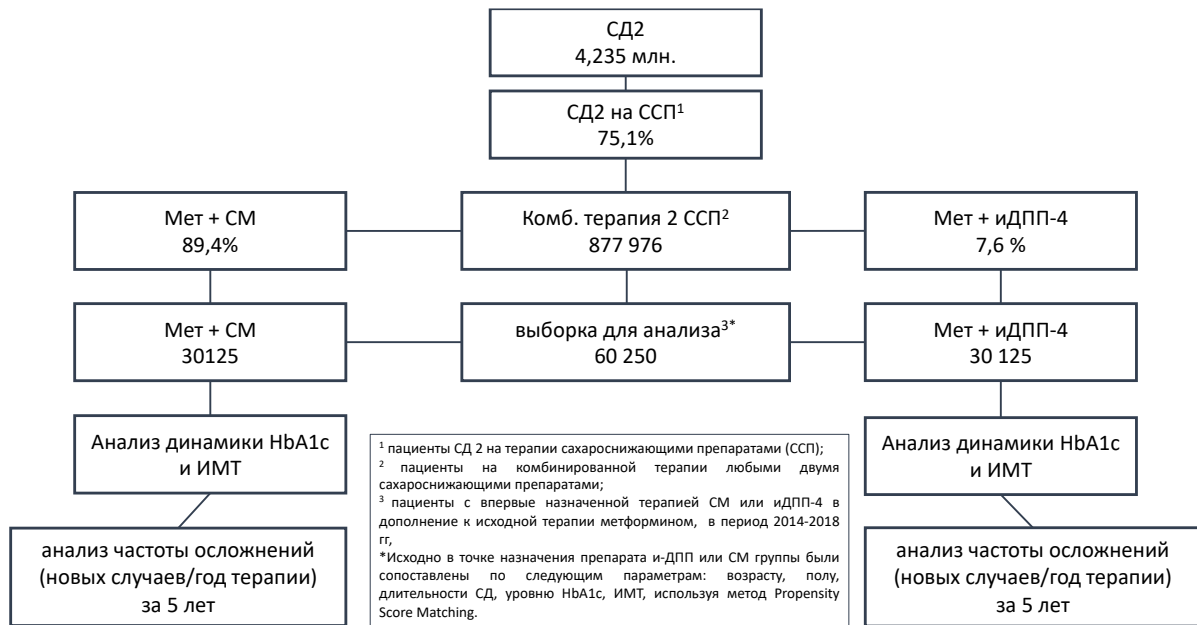 СД2
4,235 млн.
СД2 на ССП¹
75,1%
Мет + СМ
89,4%
Комб. терапия 2 ССП²
877 976
Мет + иДПП-4
7,6 %
Мет + СМ
30125
выборка для анализа³*
60 250
Мет + иДПП-4
30 125
Анализ динамики HbA1c
и ИМТ
¹ пациенты СД 2 на терапии сахароснижающими препаратами (ССП);
² пациенты на комбинированной терапии любыми двумя
сахароснижающими препаратами;
³ пациенты с впервые назначенной терапией СМ или иДПП-4 в
дополнение к исходной терапии метформином, в период 2014-2018
гг,
*Исходно в точке назначения препарата и-ДПП или СМ группы были
сопоставлены по следующим параметрам: возрасту, полу,
длительности СД, уровню HbA1c, ИМТ, используя метод Propensity
Score Matching.
Анализ динамики HbA1c
и ИМТ
анализ частоты осложнений
(новых случаев/год терапии)
за 5 лет
анализ частоты осложнений
(новых случаев/год терапии)
за 5 лет